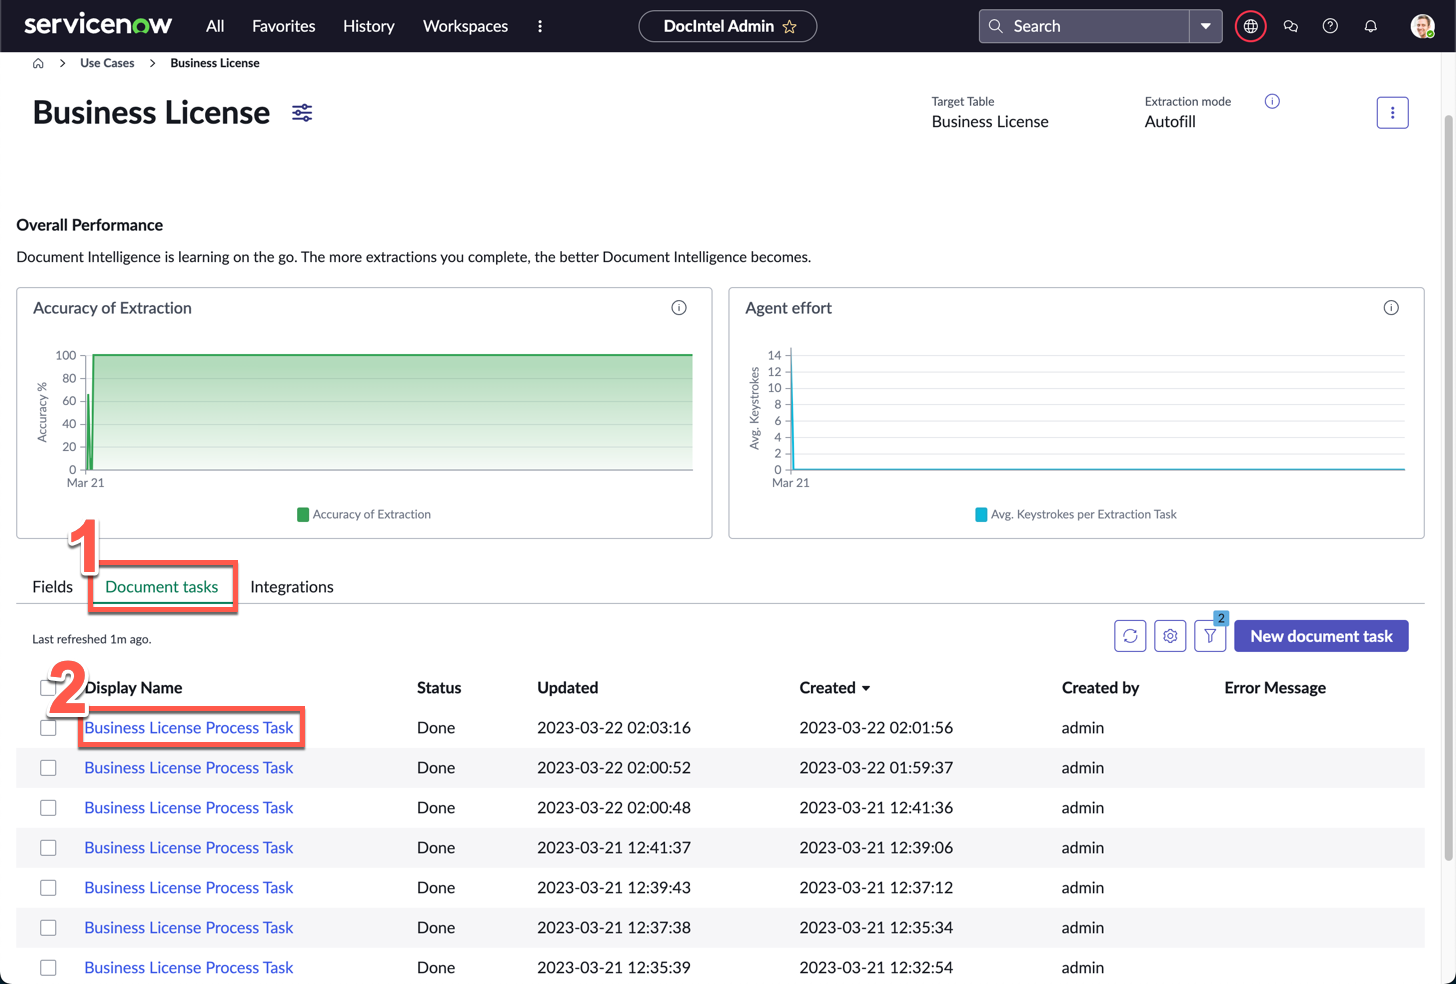 servicenow All Favorites History Workspaces DocIntel Admin Search
Use Cases Business License
Business License
Target Table
Business License
Extraction mode
Autofill
Overall Performance
Document Intelligence is learning on the go. The more extractions you complete, the better Document Intelligence becomes.
Accuracy of Extraction
Accuracy %
100
80
60
40
20
0
Mar 21
Accuracy of Extraction
Agent effort
Avg. Keystrokes
14
12
10
8
6
4
2
0
Mar 21
Avg. Keystrokes per Extraction Task
1
Fields Document tasks Integrations
Last refreshed 1m ago.
2
New document task
2
Display Name Status Updated Created Created by Error Message
Business License Process Task Done 2023-03-22 02:03:16 2023-03-22 02:01:56 admin
Business License Process Task Done 2023-03-22 02:00:52 2023-03-22 01:59:37 admin
Business License Process Task Done 2023-03-22 02:00:48 2023-03-21 12:41:36 admin
Business License Process Task Done 2023-03-21 12:41:37 2023-03-21 12:39:06 admin
Business License Process Task Done 2023-03-21 12:39:43 2023-03-21 12:37:12 admin
Business License Process Task Done 2023-03-21 12:37:38 2023-03-21 12:35:34 admin
Business License Process Task Done 2023-03-21 12:35:39 2023-03-21 12:32:54 admin